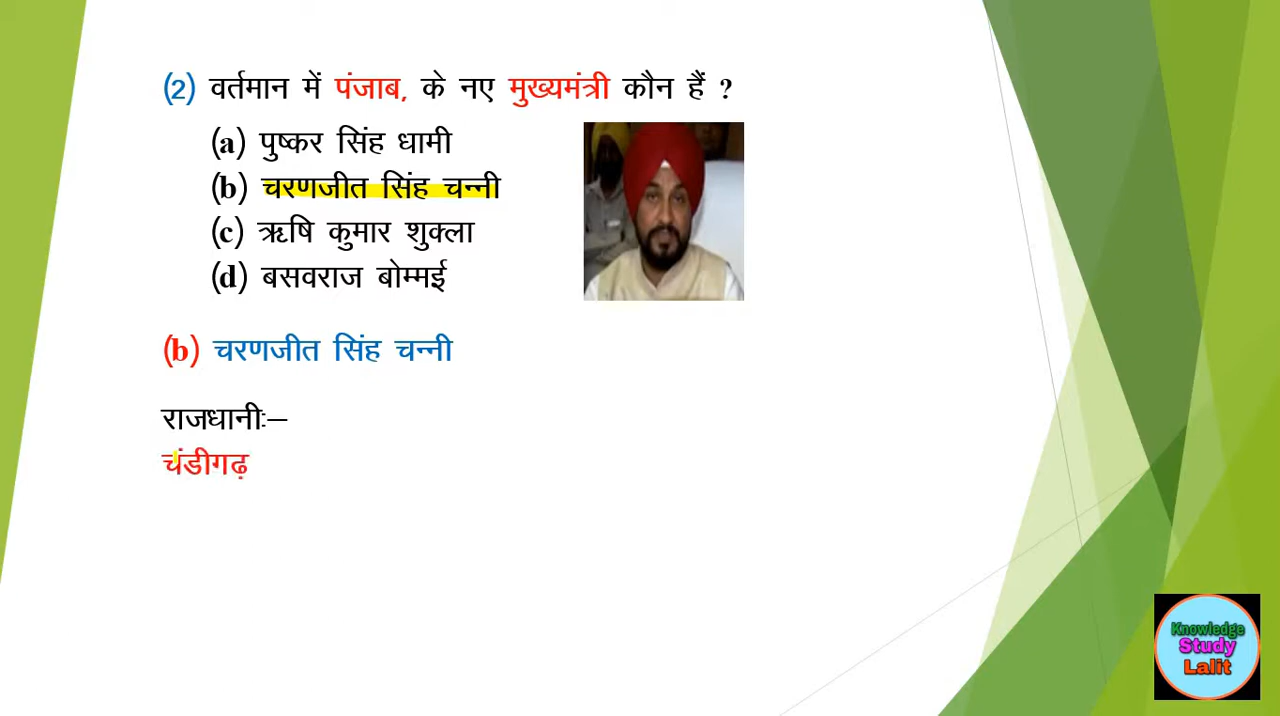 (2) वर्तमान में पंजाब, के नए मुख्यमंत्री कौन हैं ?
(a) पुष्कर सिंह धामी
(b) चरणजीत सिंह चन्नी
(c) ऋषि कुमार शुक्ला
(d) बसवराज बोम्मई
(b) चरणजीत सिंह चन्नी
राजधानी:–
चंडीगढ़
Knowledge
Study
Lalit